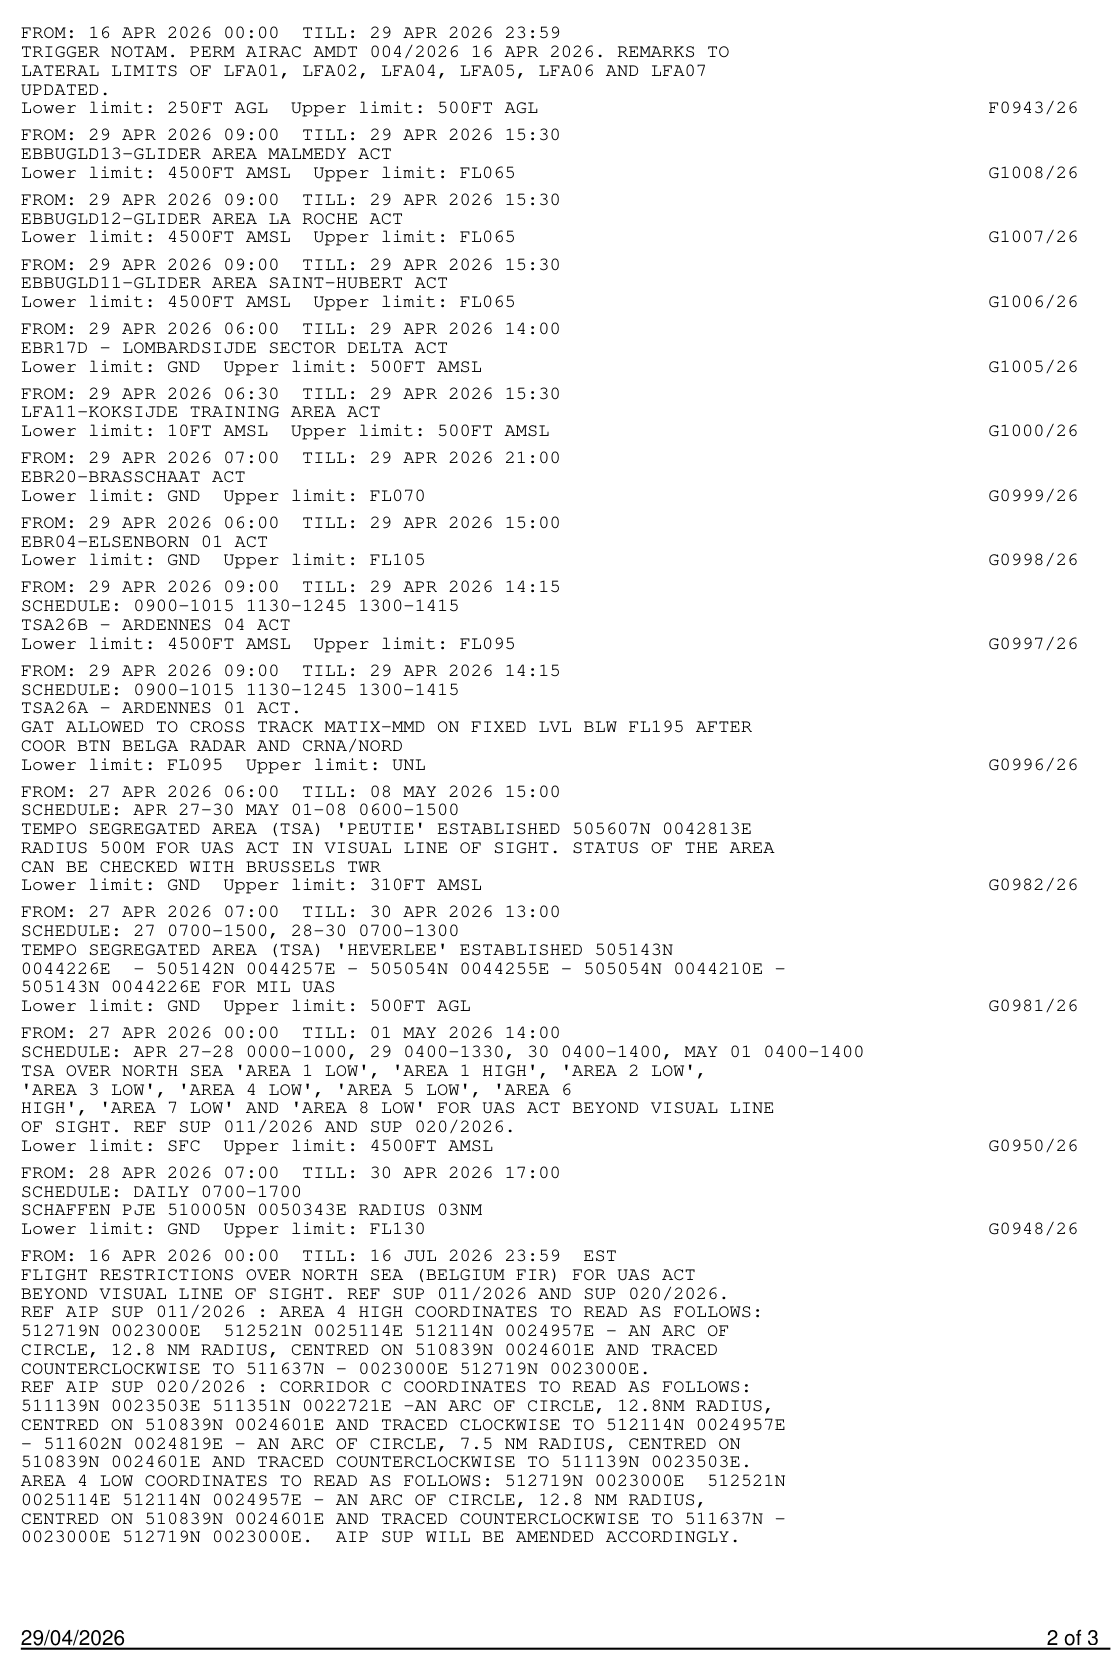 FROM: 16 APR 2026 00:00  TILL: 29 APR 2026 23:59
TRIGGER NOTAM. PERM AIRAC AMDT 004/2026 16 APR 2026. REMARKS TO
LATERAL LIMITS OF LFA01, LFA02, LFA04, LFA05, LFA06 AND LFA07
UPDATED.
Lower limit: 250FT AGL  Upper limit: 500FT AGL F0943/26
FROM: 29 APR 2026 09:00  TILL: 29 APR 2026 15:30
EBBUGLD13-GLIDER AREA MALMEDY ACT
Lower limit: 4500FT AMSL  Upper limit: FL065 G1008/26
FROM: 29 APR 2026 09:00  TILL: 29 APR 2026 15:30
EBBUGLD12-GLIDER AREA LA ROCHE ACT
Lower limit: 4500FT AMSL  Upper limit: FL065 G1007/26
FROM: 29 APR 2026 09:00  TILL: 29 APR 2026 15:30
EBBUGLD11-GLIDER AREA SAINT-HUBERT ACT
Lower limit: 4500FT AMSL  Upper limit: FL065 G1006/26
FROM: 29 APR 2026 06:00  TILL: 29 APR 2026 14:00
EBR17D - LOMBARDSIJDE SECTOR DELTA ACT
Lower limit: GND  Upper limit: 500FT AMSL G1005/26
FROM: 29 APR 2026 06:30  TILL: 29 APR 2026 15:30
LFA11-KOKSIJDE TRAINING AREA ACT
Lower limit: 10FT AMSL  Upper limit: 500FT AMSL G1000/26
FROM: 29 APR 2026 07:00  TILL: 29 APR 2026 21:00
EBR20-BRASSCHAAT ACT
Lower limit: GND  Upper limit: FL070 G0999/26
FROM: 29 APR 2026 06:00  TILL: 29 APR 2026 15:00
EBR04-ELSENBORN 01 ACT
Lower limit: GND  Upper limit: FL105 G0998/26
FROM: 29 APR 2026 09:00  TILL: 29 APR 2026 14:15
SCHEDULE: 0900-1015 1130-1245 1300-1415
TSA26B - ARDENNES 04 ACT
Lower limit: 4500FT AMSL  Upper limit: FL095 G0997/26
FROM: 29 APR 2026 09:00  TILL: 29 APR 2026 14:15
SCHEDULE: 0900-1015 1130-1245 1300-1415
TSA26A - ARDENNES 01 ACT.
GAT ALLOWED TO CROSS TRACK MATIX-MMD ON FIXED LVL BLW FL195 AFTER
COOR BTN BELGA RADAR AND CRNA/NORD
Lower limit: FL095  Upper limit: UNL G0996/26
FROM: 27 APR 2026 06:00  TILL: 08 MAY 2026 15:00
SCHEDULE: APR 27-30 MAY 01-08 0600-1500
TEMPO SEGREGATED AREA (TSA) 'PEUTIE' ESTABLISHED 505607N 0042813E
RADIUS 500M FOR UAS ACT IN VISUAL LINE OF SIGHT. STATUS OF THE AREA
CAN BE CHECKED WITH BRUSSELS TWR
Lower limit: GND  Upper limit: 310FT AMSL G0982/26
FROM: 27 APR 2026 07:00  TILL: 30 APR 2026 13:00
SCHEDULE: 27 0700-1500, 28-30 0700-1300
TEMPO SEGREGATED AREA (TSA) 'HEVERLEE' ESTABLISHED 505143N
0044226E  - 505142N 0044257E - 505054N 0044255E - 505054N 0044210E -
505143N 0044226E FOR MIL UAS
Lower limit: GND  Upper limit: 500FT AGL G0981/26
FROM: 27 APR 2026 00:00  TILL: 01 MAY 2026 14:00
SCHEDULE: APR 27-28 0000-1000, 29 0400-1330, 30 0400-1400, MAY 01 0400-1400
TSA OVER NORTH SEA 'AREA 1 LOW', 'AREA 1 HIGH', 'AREA 2 LOW',
'AREA 3 LOW', 'AREA 4 LOW', 'AREA 5 LOW', 'AREA 6
HIGH', 'AREA 7 LOW' AND 'AREA 8 LOW' FOR UAS ACT BEYOND VISUAL LINE
OF SIGHT. REF SUP 011/2026 AND SUP 020/2026.
Lower limit: SFC  Upper limit: 4500FT AMSL G0950/26
FROM: 28 APR 2026 07:00  TILL: 30 APR 2026 17:00
SCHEDULE: DAILY 0700-1700
SCHAFFEN PJE 510005N 0050343E RADIUS 03NM
Lower limit: GND  Upper limit: FL130 G0948/26
FROM: 16 APR 2026 00:00  TILL: 16 JUL 2026 23:59  EST
FLIGHT RESTRICTIONS OVER NORTH SEA (BELGIUM FIR) FOR UAS ACT
BEYOND VISUAL LINE OF SIGHT. REF SUP 011/2026 AND SUP 020/2026.
REF AIP SUP 011/2026 : AREA 4 HIGH COORDINATES TO READ AS FOLLOWS:
512719N 0023000E  512521N 0025114E 512114N 0024957E - AN ARC OF
CIRCLE, 12.8 NM RADIUS, CENTRED ON 510839N 0024601E AND TRACED
COUNTERCLOCKWISE TO 511637N - 0023000E 512719N 0023000E.
REF AIP SUP 020/2026 : CORRIDOR C COORDINATES TO READ AS FOLLOWS:
511139N 0023503E 511351N 0022721E -AN ARC OF CIRCLE, 12.8NM RADIUS,
CENTRED ON 510839N 0024601E AND TRACED CLOCKWISE TO 512114N 0024957E
- 511602N 0024819E - AN ARC OF CIRCLE, 7.5 NM RADIUS, CENTRED ON
510839N 0024601E AND TRACED COUNTERCLOCKWISE TO 511139N 0023503E.
AREA 4 LOW COORDINATES TO READ AS FOLLOWS: 512719N 0023000E  512521N
0025114E 512114N 0024957E - AN ARC OF CIRCLE, 12.8 NM RADIUS,
CENTRED ON 510839N 0024601E AND TRACED COUNTERCLOCKWISE TO 511637N -
0023000E 512719N 0023000E.  AIP SUP WILL BE AMENDED ACCORDINGLY.
29/04/2026 2 of 3